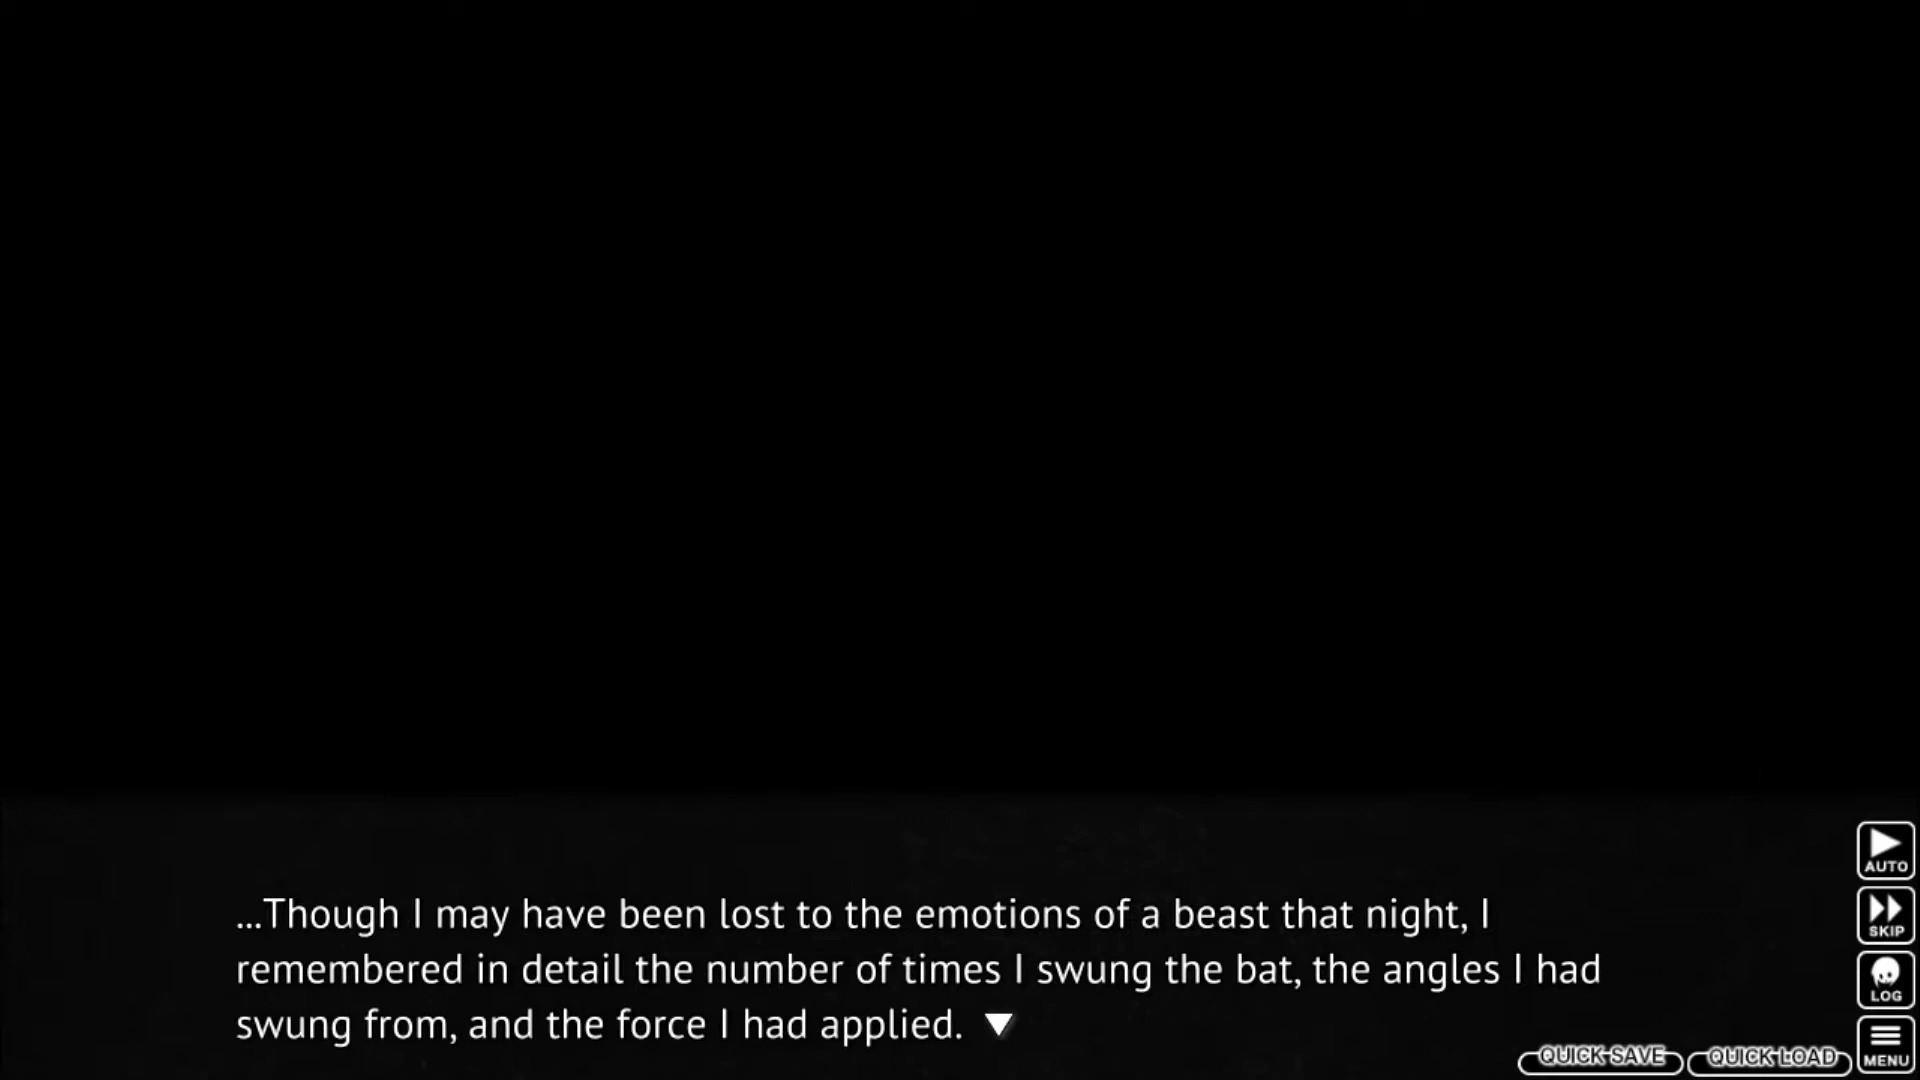 ...Though I may have been lost to the emotions of a beast that night, I
remembered in detail the number of times I swung the bat, the angles I had
swung from, and the force I had applied.
AUTO
SKIP
LOG
MENU
QUICK SAVE
QUICK LOAD